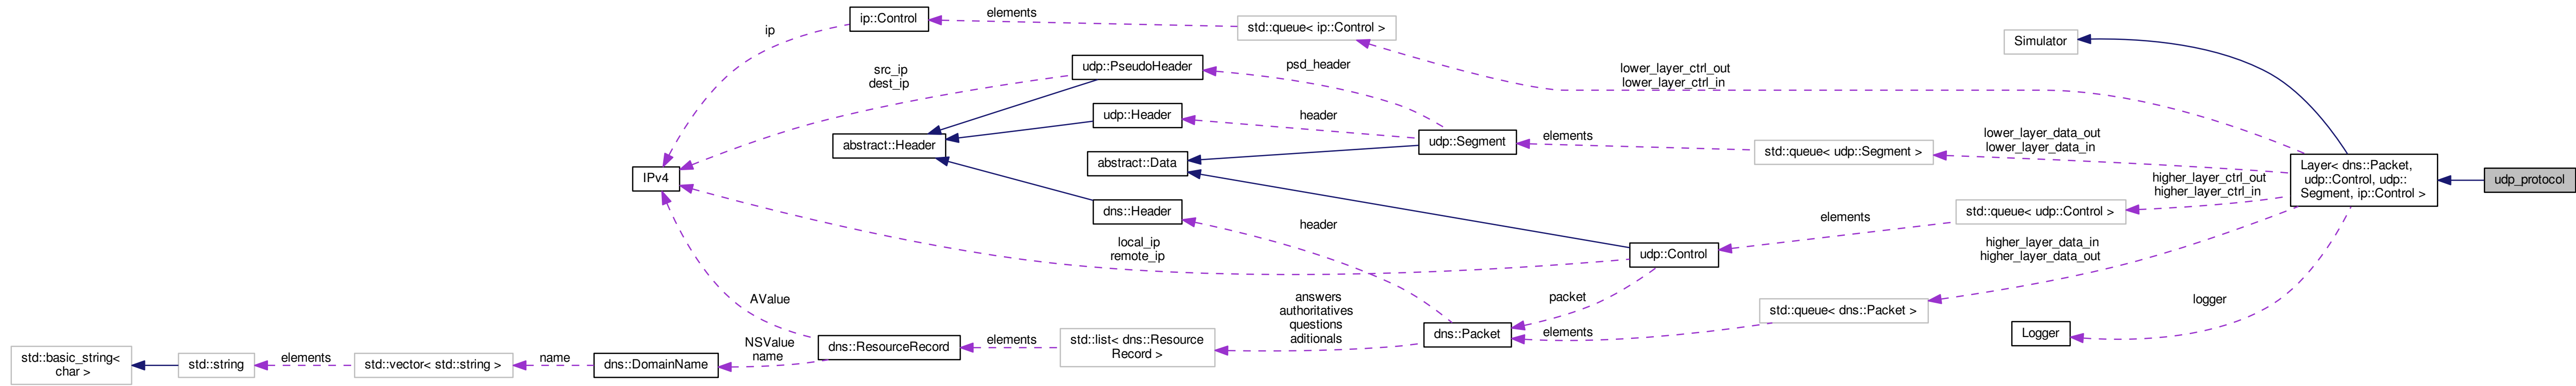 ip::Control
elements
std::queue< ip::Control >
ip
Simulator
udp::PseudoHeader
psd_header
src_ip
dest_ip
lower_layer_ctrl_out
lower_layer_ctrl_in
udp::Header
header
abstract::Header
udp::Segment
elements
std::queue< udp::Segment >
lower_layer_data_out
lower_layer_data_in
abstract::Data
Layer< dns::Packet,
udp::Control, udp::
Segment, ip::Control >
udp_protocol
IPv4
higher_layer_ctrl_out
higher_layer_ctrl_in
dns::Header
std::queue< udp::Control >
elements
header
local_ip
remote_ip
udp::Control
higher_layer_data_in
higher_layer_data_out
AValue
packet
answers
authoritatives
questions
aditionals
std::queue< dns::Packet >
logger
elements
dns::Packet
Logger
std::list< dns::Resource
Record >
elements
dns::ResourceRecord
NSValue
name
dns::DomainName
name
std::vector< std::string >
elements
std::string
std::basic_string<
char >